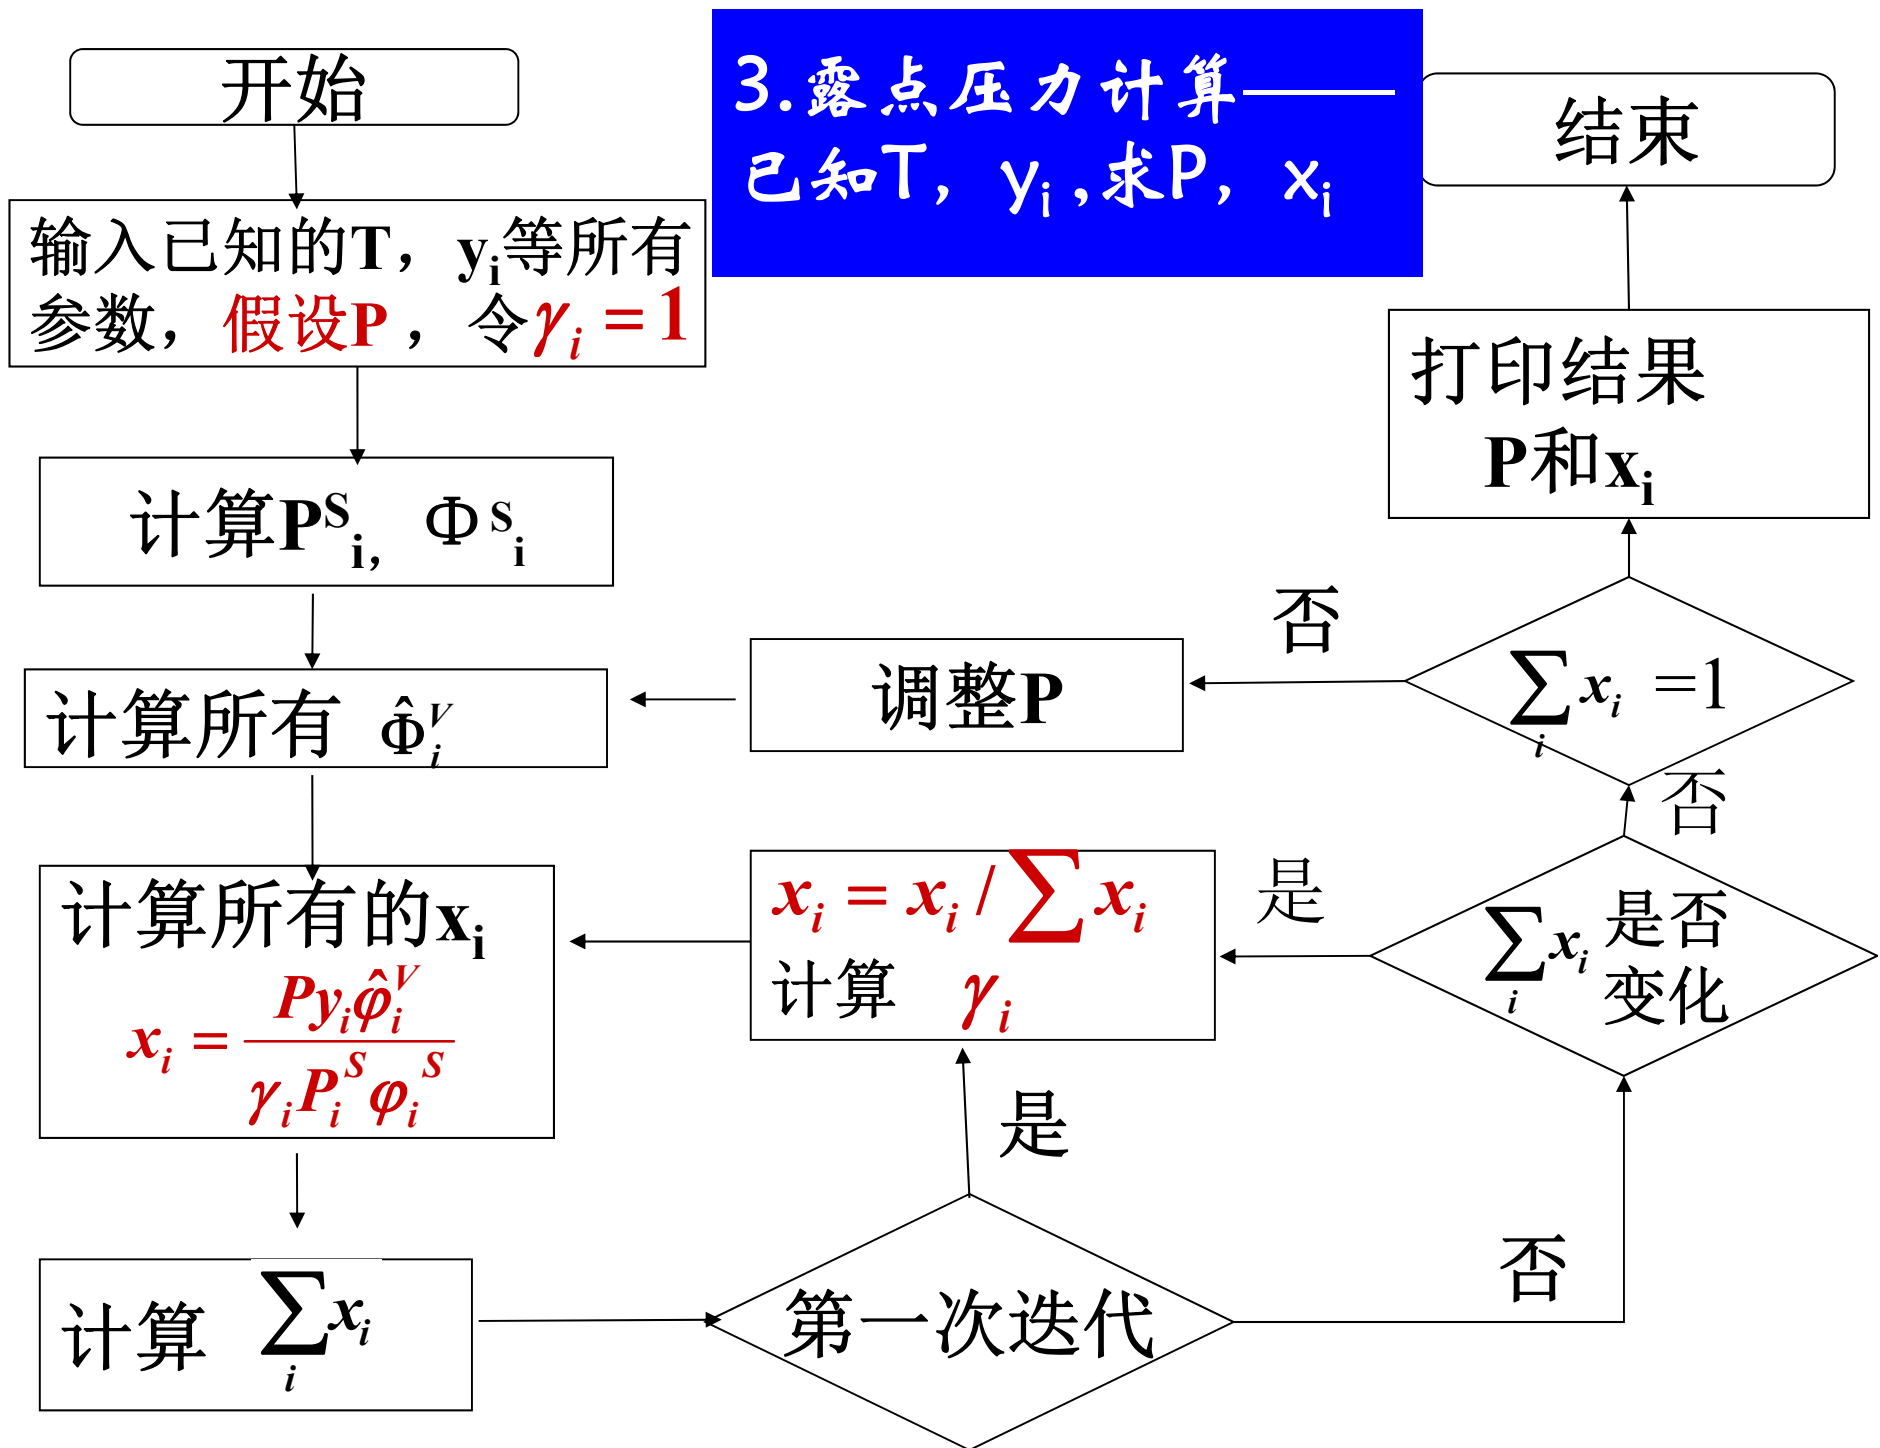 3.露点压力计算——
已知T, yi ,求P, xi
开始
输入已知的T，yi等所有
参数，假设P，令γi = 1
计算PSi, ΦSi
计算所有 Φ̂iV
计算所有的xi
xi = Pyiφ̂iV / γiPiSφiS
计算 ∑i xi
第一次迭代
是
否
xi = xi / ∑ xi
计算 γi
是
∑i xi 是否
变化
否
∑i xi =1
否
调整P
打印结果
P和xi
结束